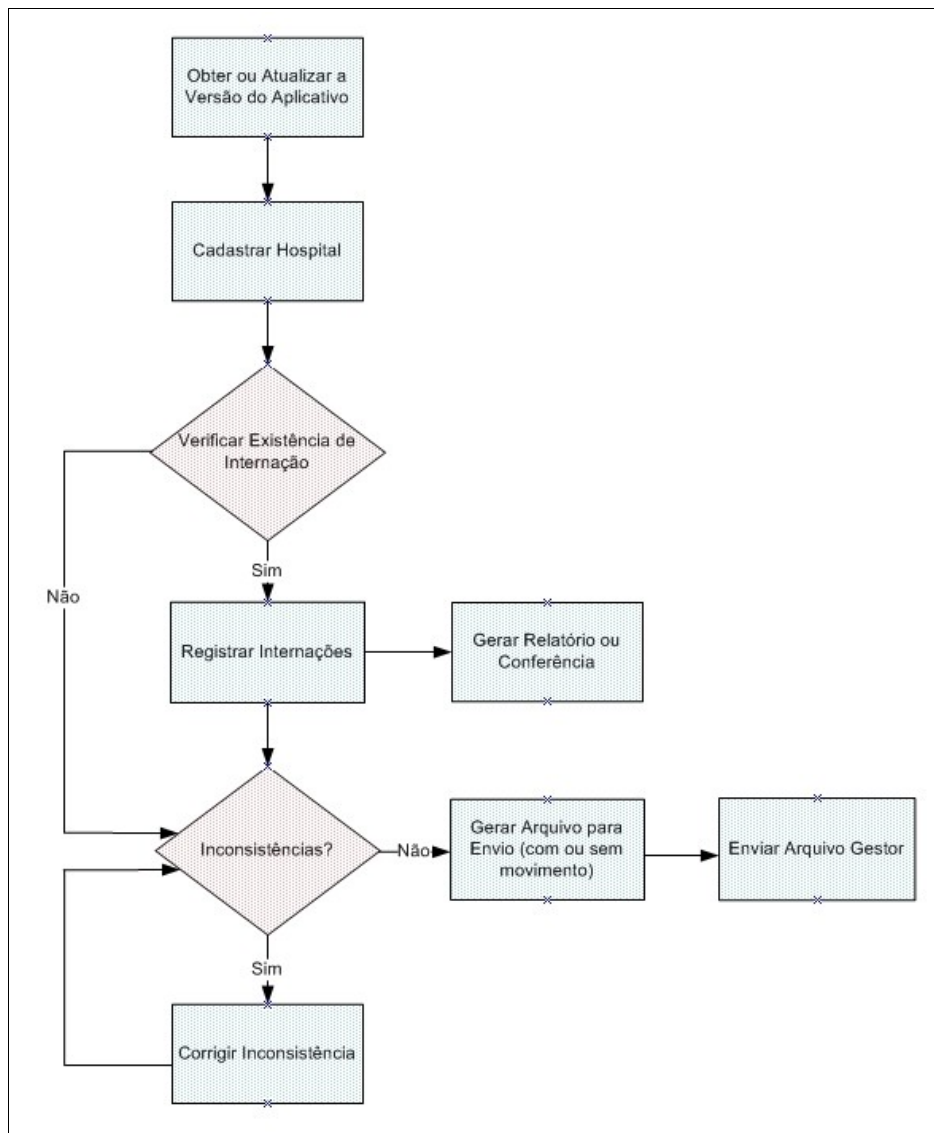 Obter ou Atualizar a
Versão do Aplicativo
Cadastrar Hospital
Verificar Existência de
Internação
Sim
Não
Registrar Internações
Gerar Relatório ou
Conferência
Inconsistências?
Não
Gerar Arquivo para
Envio (com ou sem
movimento)
Enviar Arquivo Gestor
Sim
Corrigir Inconsistência